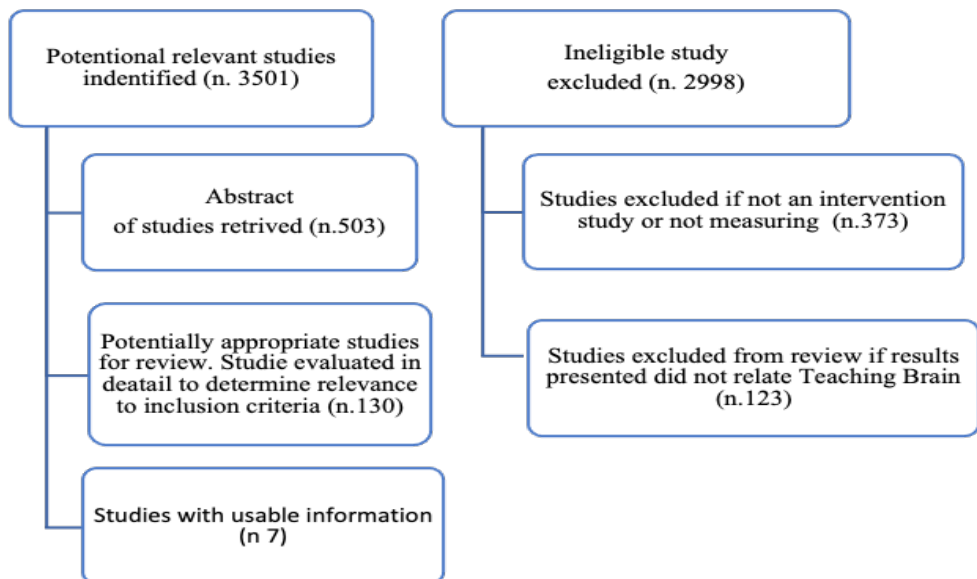 Potentional relevant studies
indentified (n. 3501)
Abstract
of studies retrived (n.503)
Potentially appropriate studies
for review. Studie evaluated in
deatail to determine relevance
to inclusion criteria (n.130)
Studies with usable information
(n 7)
Ineligible study
excluded (n. 2998)
Studies excluded if not an intervention
study or not measuring (n.373)
Studies excluded from review if results
presented did not relate Teaching Brain
(n.123)